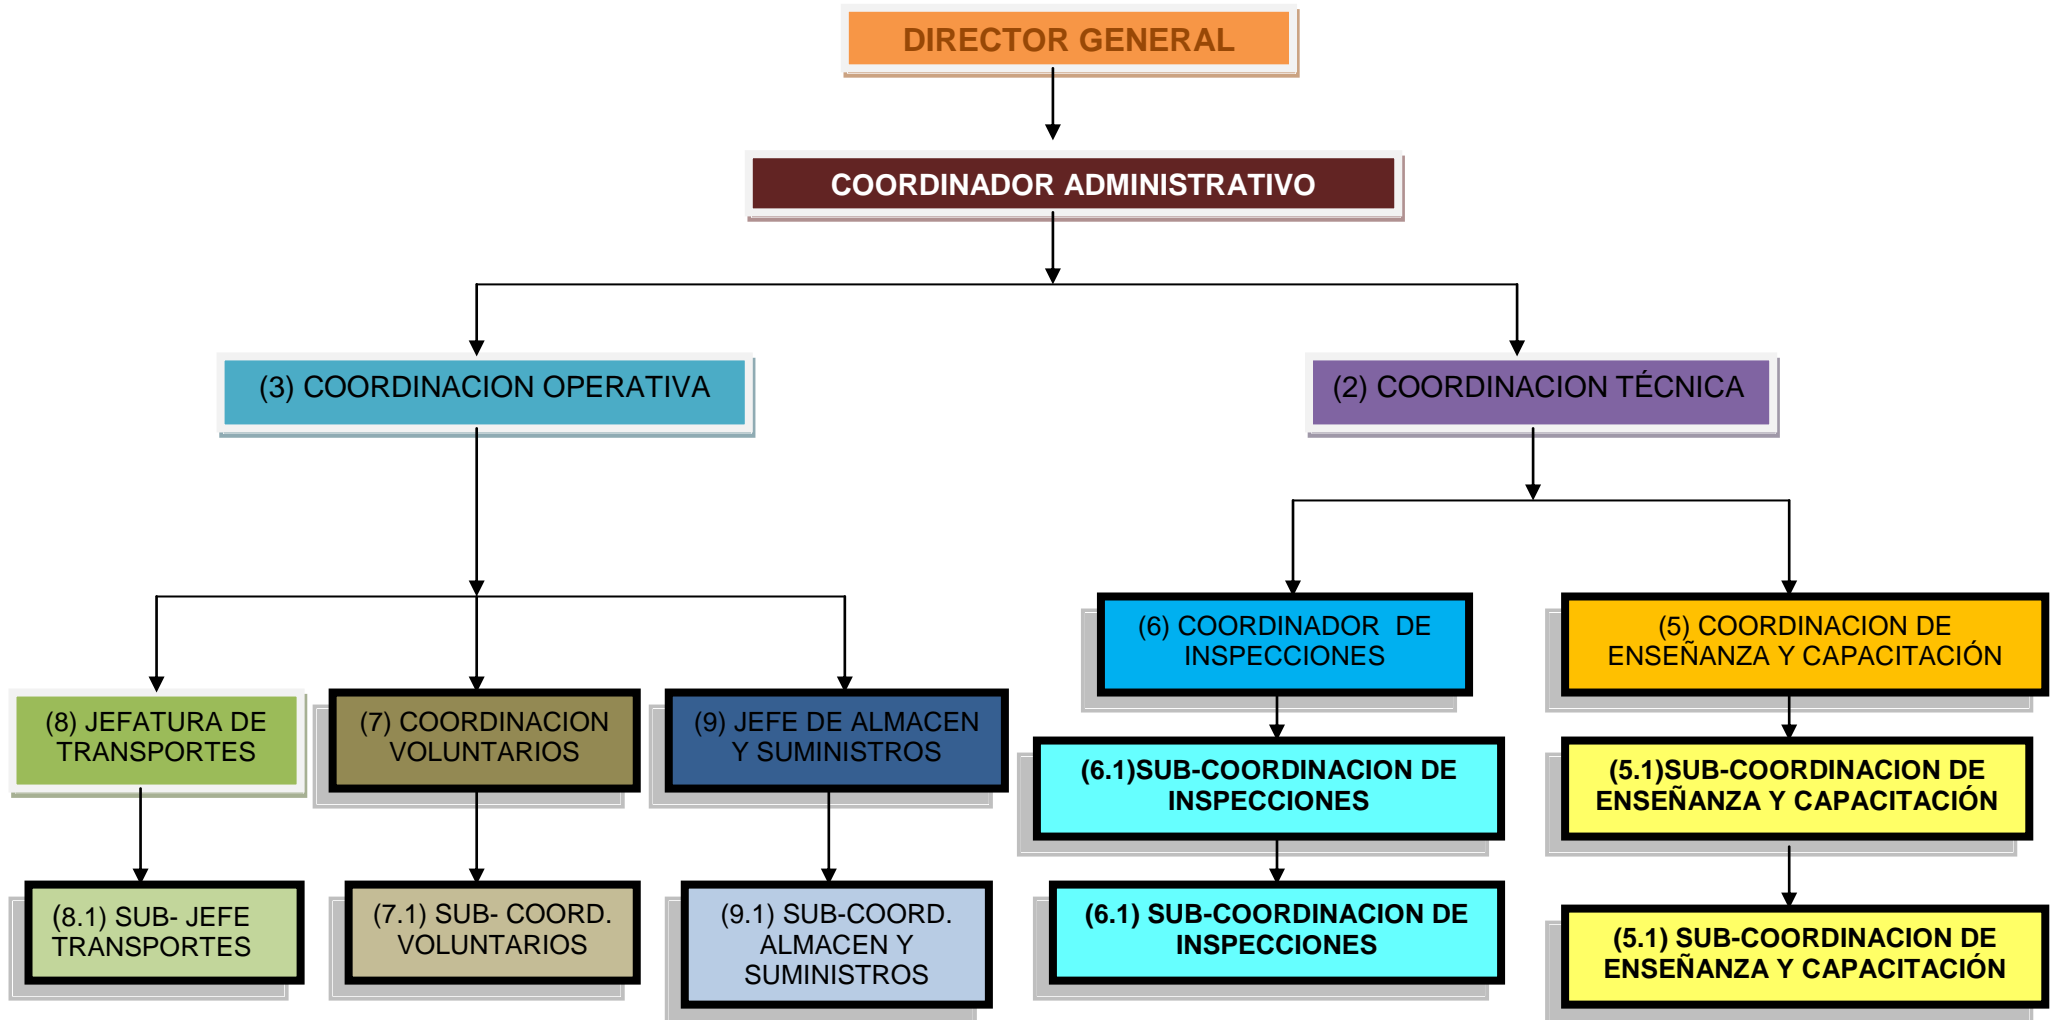 DIRECTOR GENERAL
COORDINADOR ADMINISTRATIVO
(3) COORDINACION OPERATIVA
(2) COORDINACION TÉCNICA
(6) COORDINADOR  DE
INSPECCIONES
(5) COORDINACION DE
ENSEÑANZA Y CAPACITACIÓN
(8) JEFATURA DE
TRANSPORTES
(7) COORDINACION
VOLUNTARIOS
(9) JEFE DE ALMACEN
Y SUMINISTROS
(6.1)SUB-COORDINACION DE
INSPECCIONES
(5.1)SUB-COORDINACION DE
ENSEÑANZA Y CAPACITACIÓN
(8.1) SUB- JEFE
TRANSPORTES
(7.1) SUB- COORD.
VOLUNTARIOS
(9.1) SUB-COORD.
ALMACEN Y
SUMINISTROS
(6.1) SUB-COORDINACION DE
INSPECCIONES
(5.1) SUB-COORDINACION DE
ENSEÑANZA Y CAPACITACIÓN